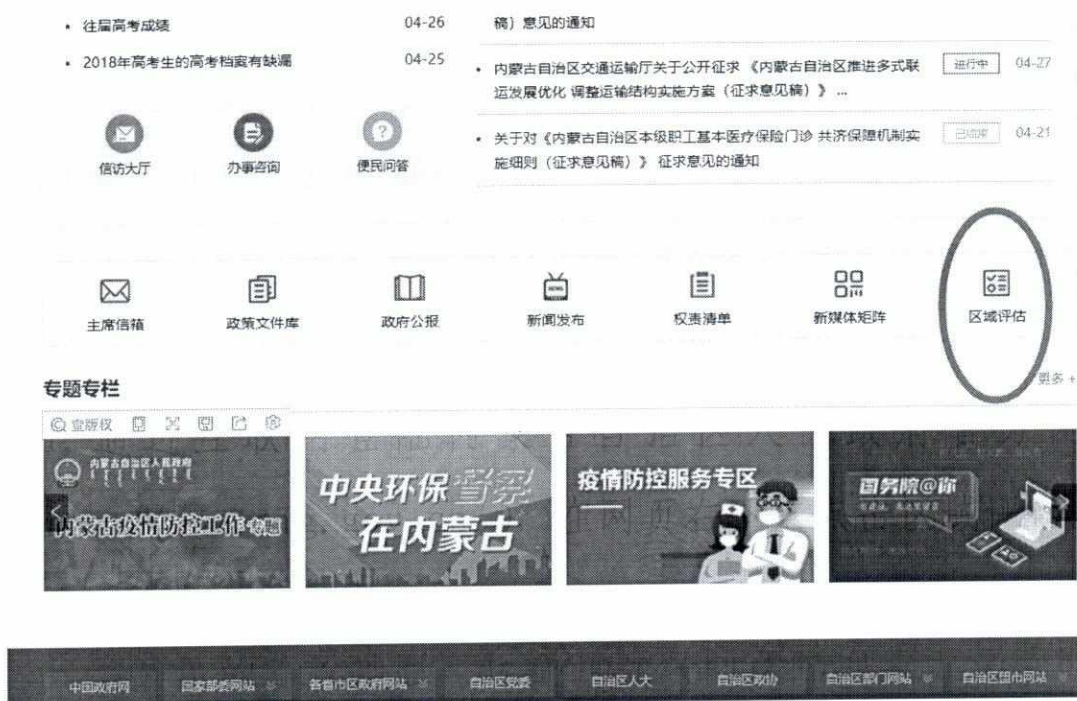 往届高考成绩 04-26
2018年高考生的高考档案有缺漏 04-25
信访大厅 办事咨询 便民问答
稿）意见的通知
内蒙古自治区交通运输厅关于公开征求 《内蒙古自治区推进多式联 进行中 04-27
运发展优化 调整运输结构实施方案（征求意见稿）》 ...
关于对《内蒙古自治区本级职工基本医疗保险门诊 共济保障机制实 已结束 04-21
施细则（征求意见稿）》 征求意见的通知
主席信箱 政策文件库 政府公报 新闻发布 权责清单 新媒体矩阵 区域评估
专题专栏 更多 +
壹版权
内蒙古自治区人民政府
内蒙古疫情防控工作专题
中央环保督察
在内蒙古
疫情防控服务专区
国务院@你
中国政府网 国家部委网站 各省市区政府网站 自治区党委 自治区人大 自治区政协 自治区部门网站 自治区盟市网站